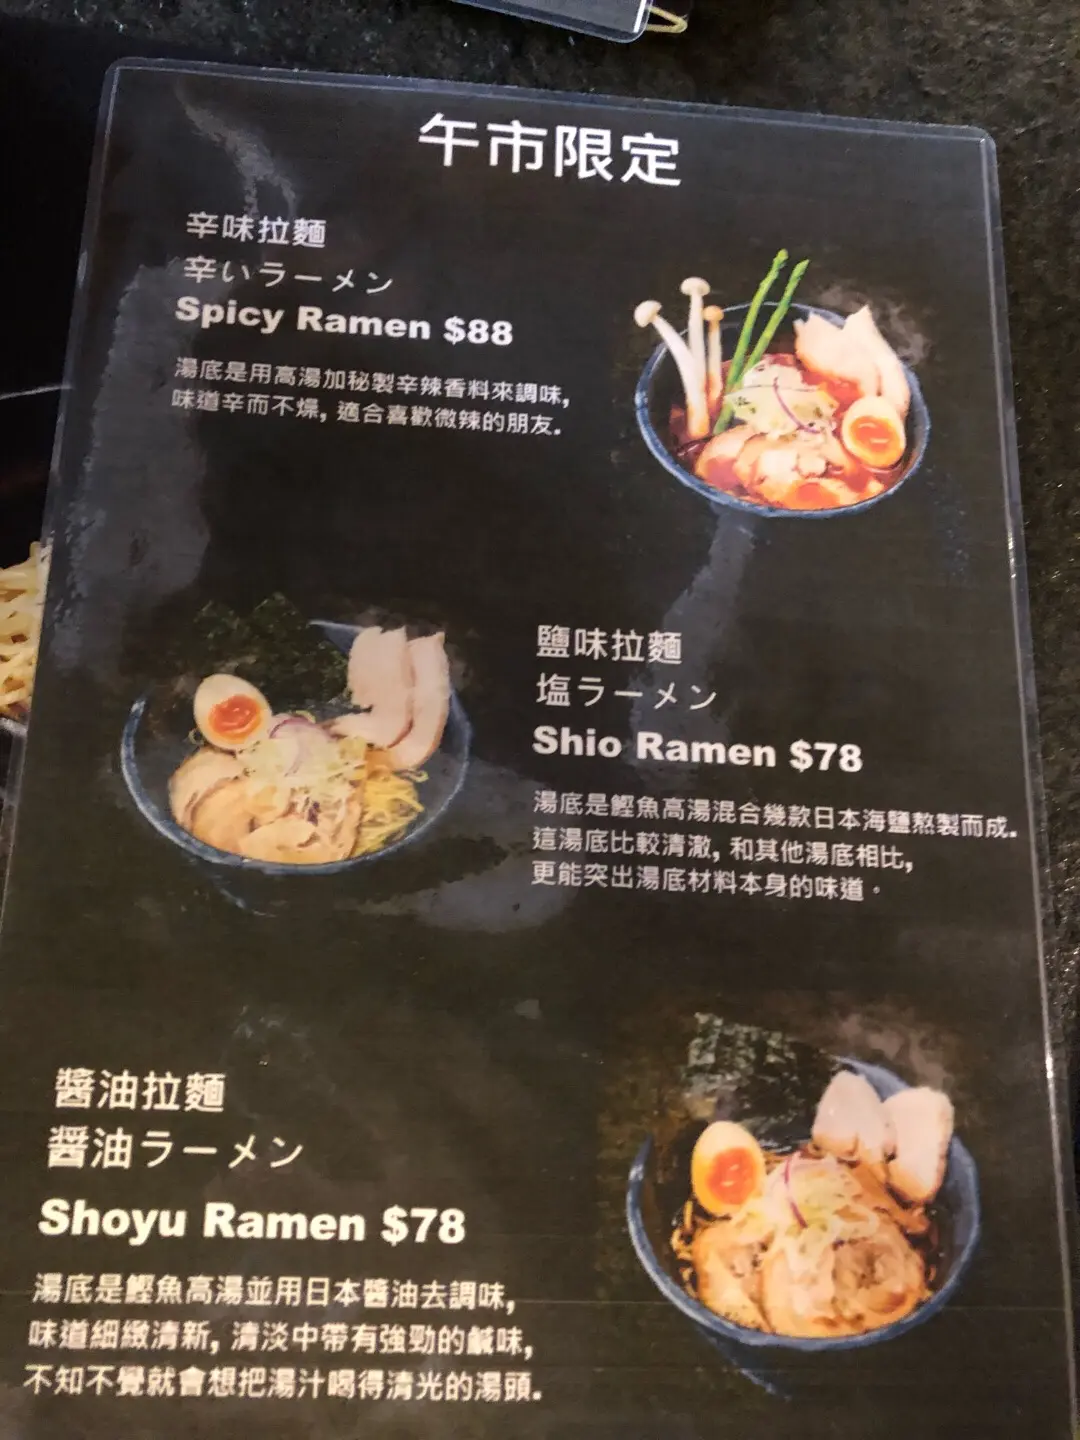 午市限定
辛味拉麵
辛いラーメン
Spicy Ramen $88
湯底是用高湯加秘製辛辣香料來調味,
味道辛而不燥, 適合喜歡微辣的朋友.
鹽味拉麵
塩ラーメン
Shio Ramen $78
湯底是鰹魚高湯混合幾款日本海鹽熬製而成.
這湯底比較清澈, 和其他湯底相比,
更能突出湯底材料本身的味道。
醬油拉麵
醤油ラーメン
Shoyu Ramen $78
湯底是鰹魚高湯並用日本醬油去調味,
味道細緻清新, 清淡中帶有強勁的鹹味,
不知不覺就會想把湯汁喝得清光的湯頭.